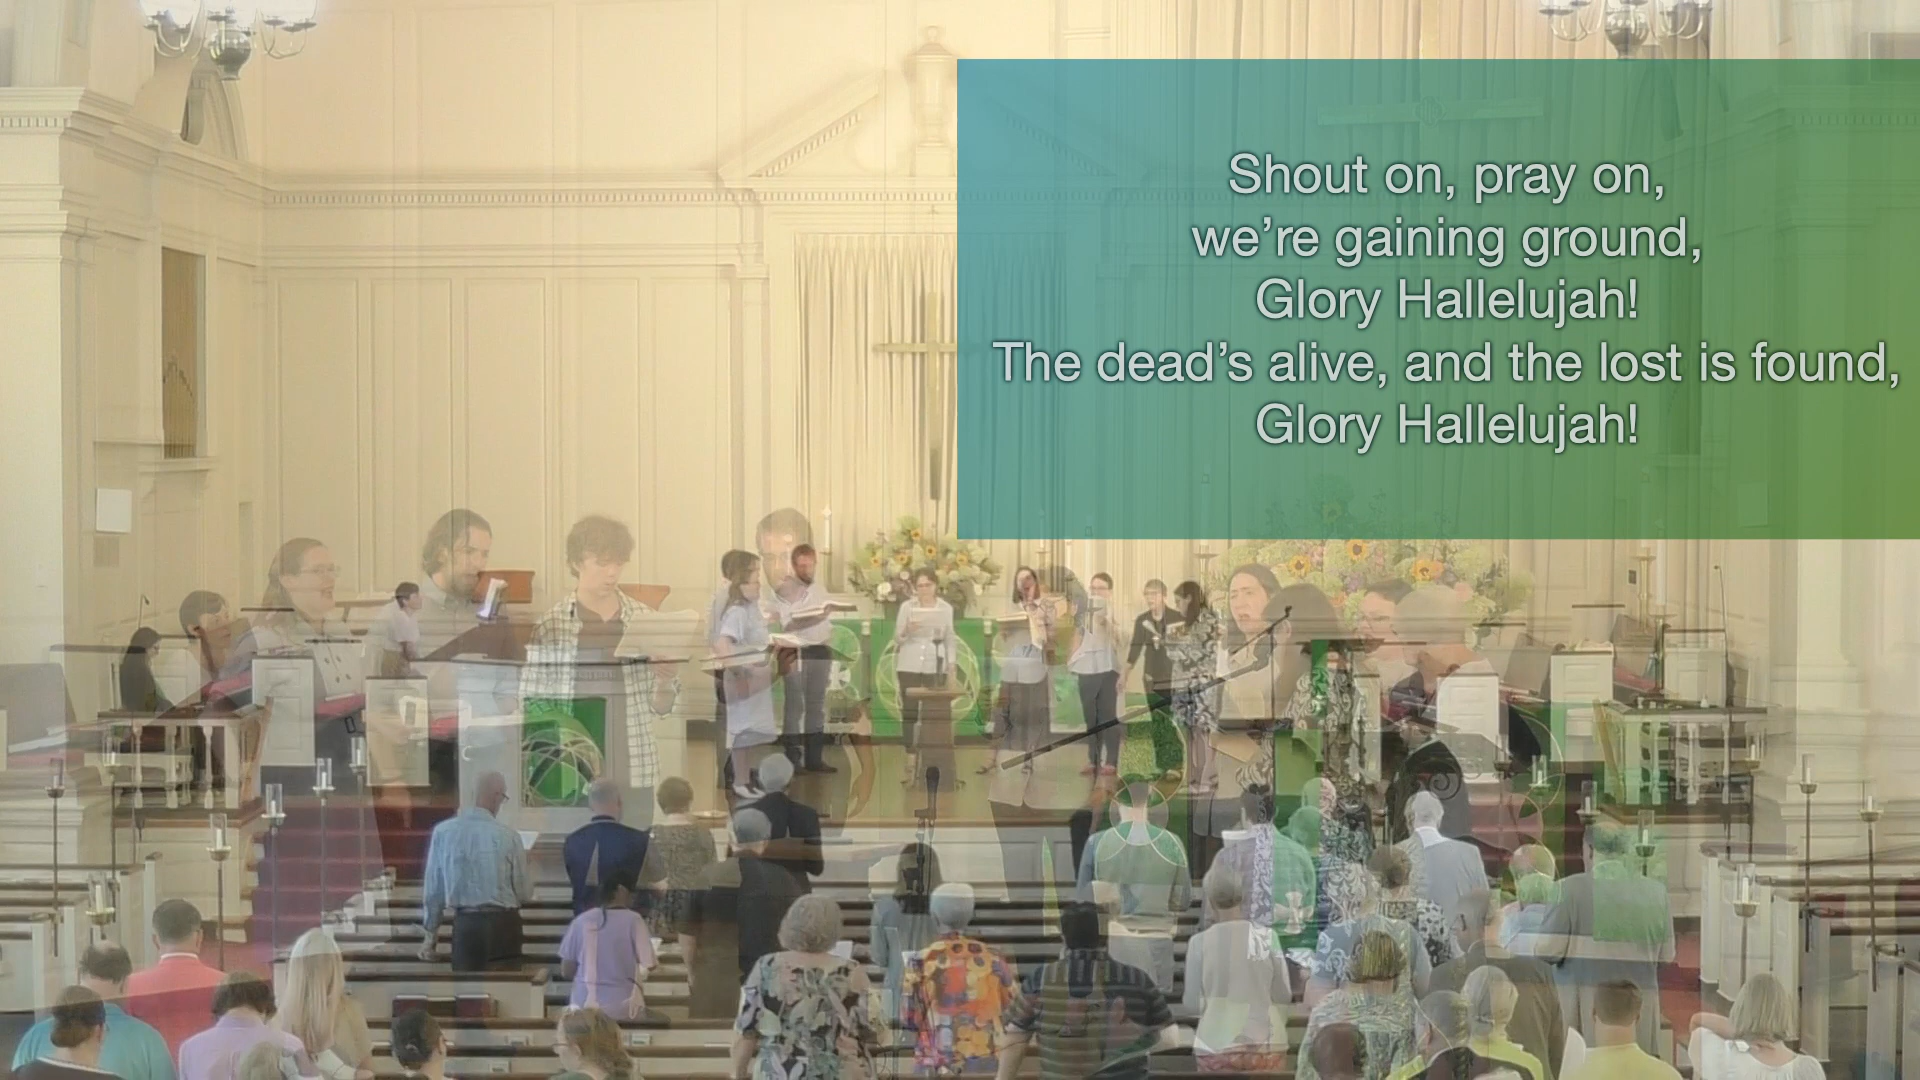 Shout on, pray on,
we’re gaining ground,
Glory Hallelujah!
The dead’s alive, and the lost is found,
Glory Hallelujah!